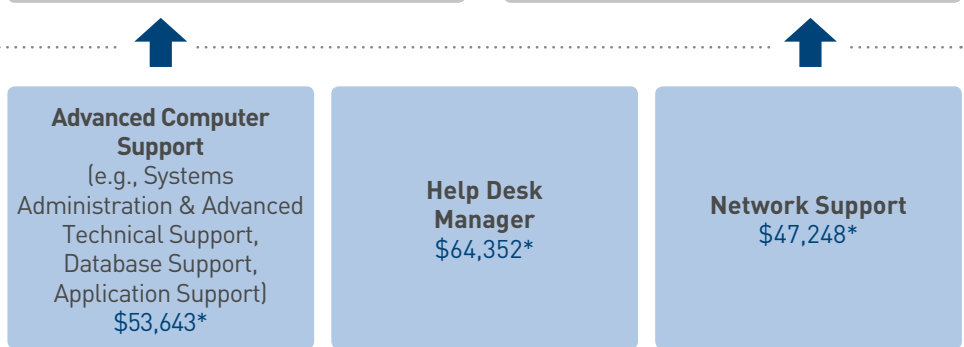 Advanced Computer
Support
(e.g., Systems
Administration & Advanced
Technical Support,
Database Support,
Application Support)
$53,643*
Help Desk
Manager
$64,352*
Network Support
$47,248*